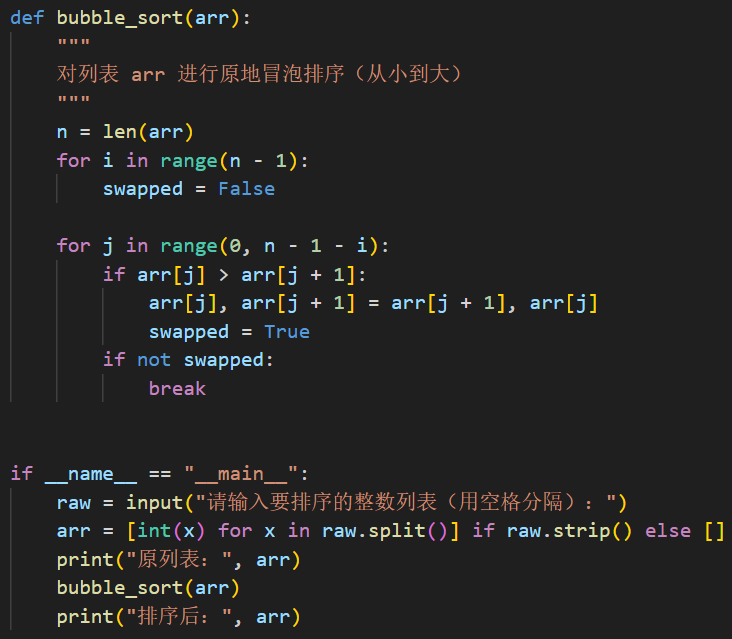 def bubble_sort(arr):
    """
    对列表 arr 进行原地冒泡排序（从小到大）
    """
    n = len(arr)
    for i in range(n - 1):
        swapped = False

    for j in range(0, n - 1 - i):
        if arr[j] > arr[j + 1]:
            arr[j], arr[j + 1] = arr[j + 1], arr[j]
            swapped = True
        if not swapped:
            break


if __name__ == "__main__":
    raw = input("请输入要排序的整数列表（用空格分隔）：")
    arr = [int(x) for x in raw.split()] if raw.strip() else []
    print("原列表：", arr)
    bubble_sort(arr)
    print("排序后：", arr)